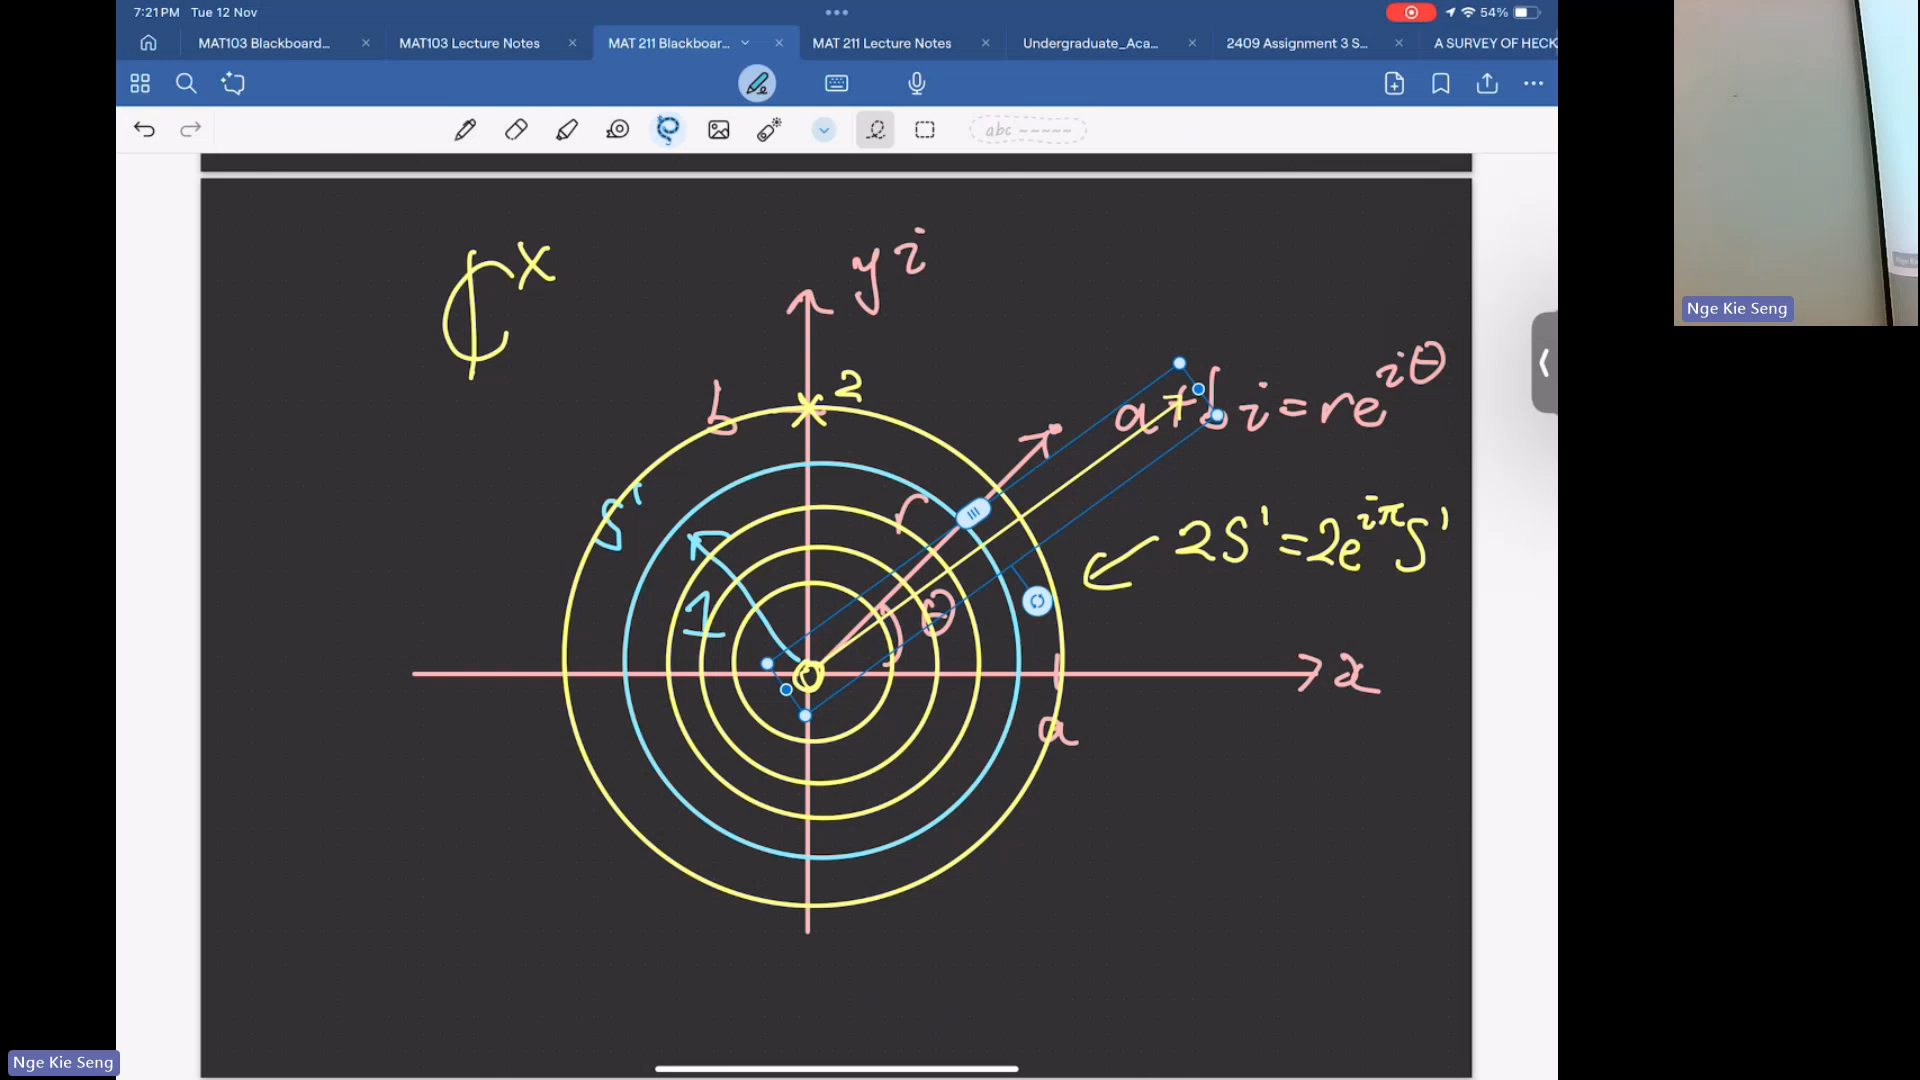 7:21 PM Tue 12 Nov
54%
MAT103 Blackboard...
MAT103 Lecture Notes
MAT 211 Blackboar...
MAT 211 Lecture Notes
Undergraduate_Aca...
2409 Assignment 3 S...
A SURVEY OF HECK
abc
ℂˣ
yi
b
2
a+bi=re^{iθ}
S¹
r
2S¹=2e^{iπ}S¹
1
θ
x
a
Nge Kie Seng
Nge Kie Seng